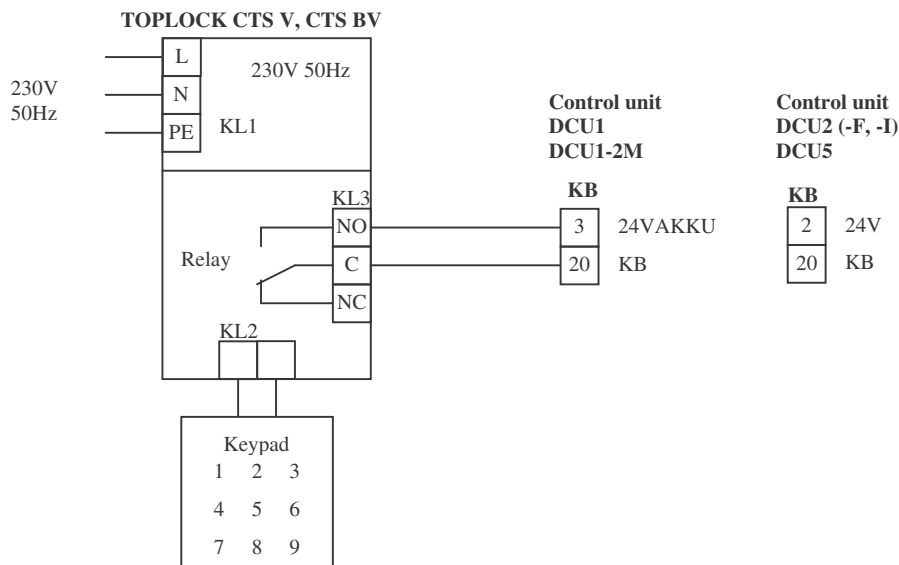 TOPLOCK CTS V, CTS BV
L
230V 50Hz
230V
50Hz
N
KL1
PE
Control unit
DCU1
DCU1-2M
Control unit
DCU2 (-F, -I)
DCU5
KL3
KB
KB
NO
3 24VAKKU
2 24V
Relay
C
20 KB
20 KB
NC
KL2
Keypad
1 2 3
4 5 6
7 8 9